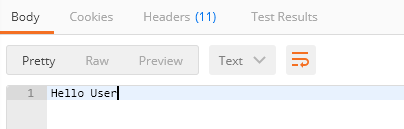 Body Cookies Headers (11) Test Results
Pretty Raw Preview Text
1 Hello User